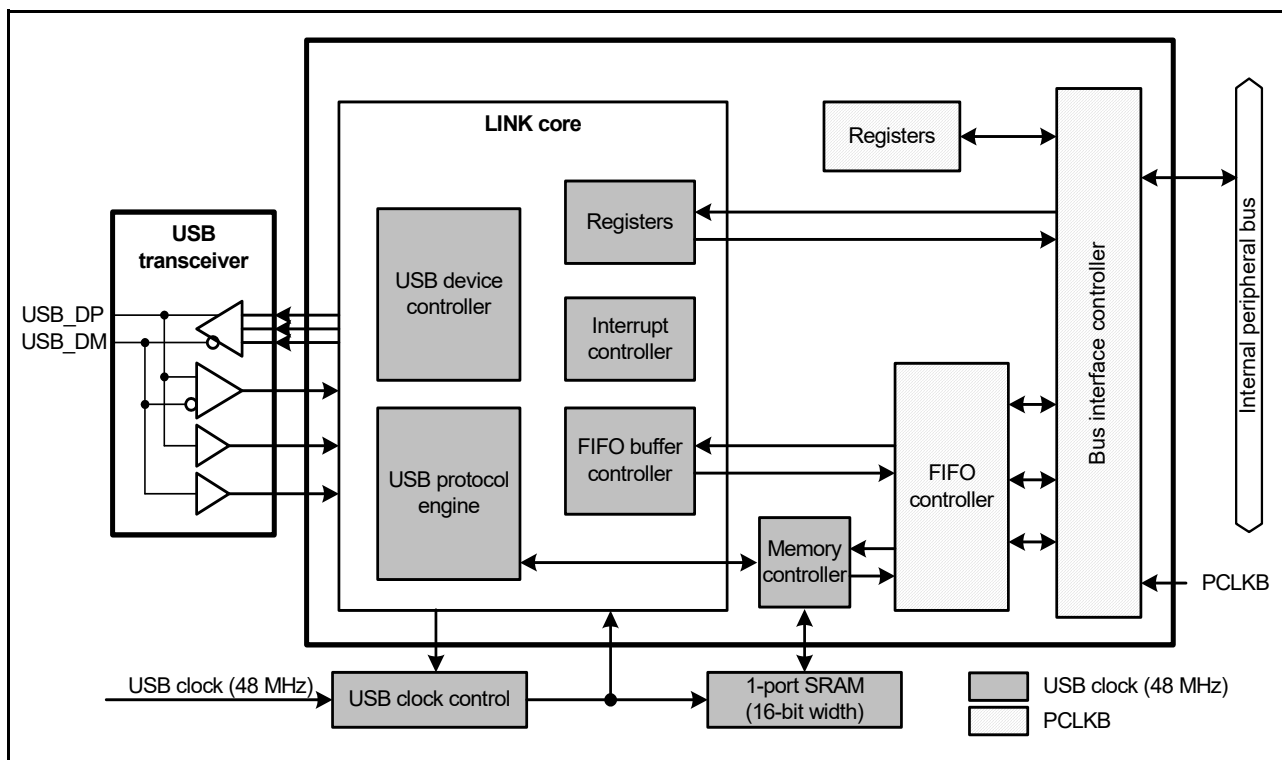 LINK core
Registers
Registers
USB
transceiver
USB device
controller
Interrupt
controller
USB_DP
USB_DM
FIFO buffer
controller
USB protocol
engine
FIFO
controller
Memory
controller
Bus interface controller
Internal peripheral bus
PCLKB
USB clock (48 MHz)
USB clock control
1-port SRAM
(16-bit width)
USB clock (48 MHz)
PCLKB